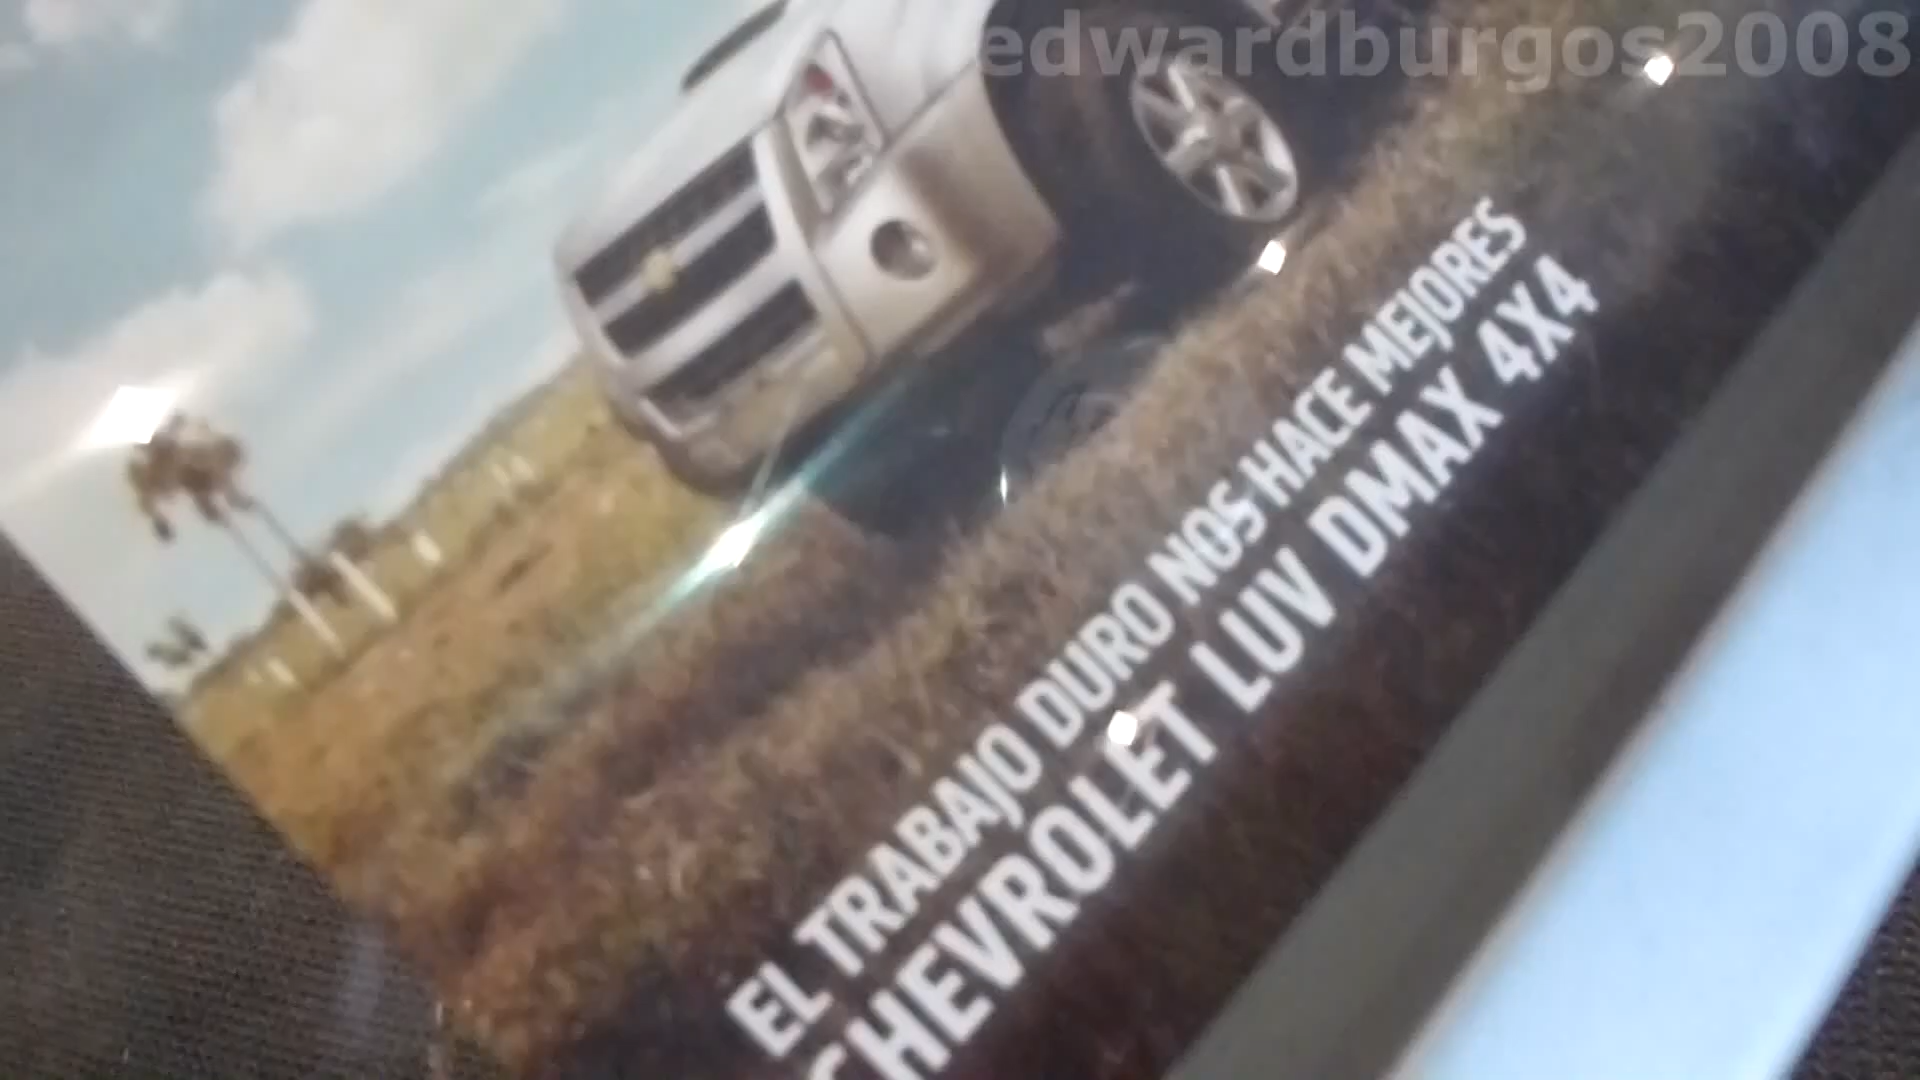 edwardburgos2008
EL TRABAJO DURO NOS HACE MEJORES
CHEVROLET LUV DMAX 4X4